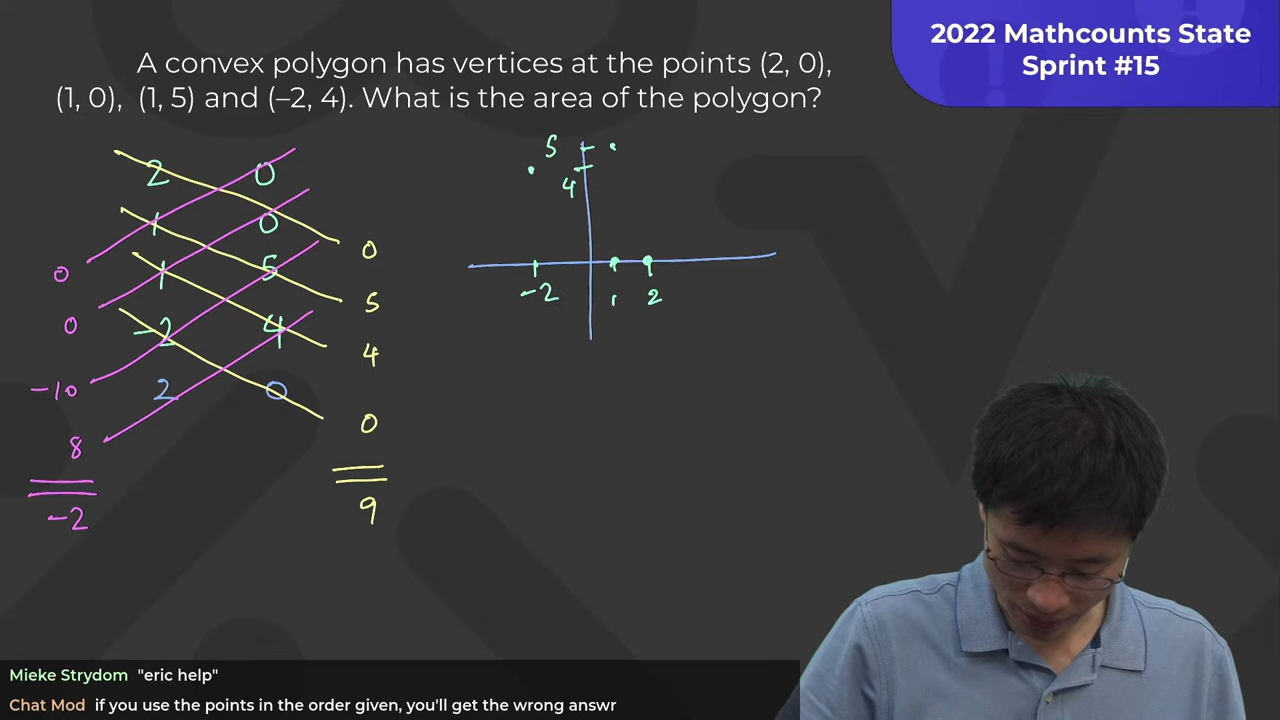 2022 Mathcounts State
Sprint #15
A convex polygon has vertices at the points (2, 0),
(1, 0), (1, 5) and (–2, 4). What is the area of the polygon?
2 0
1 0
1 5
-2 4
2 0
0
0
-10
8
-2
0
5
4
0
9
5
4
-2 1 2
Mieke Strydom "eric help"
Chat Mod if you use the points in the order given, you'll get the wrong answr